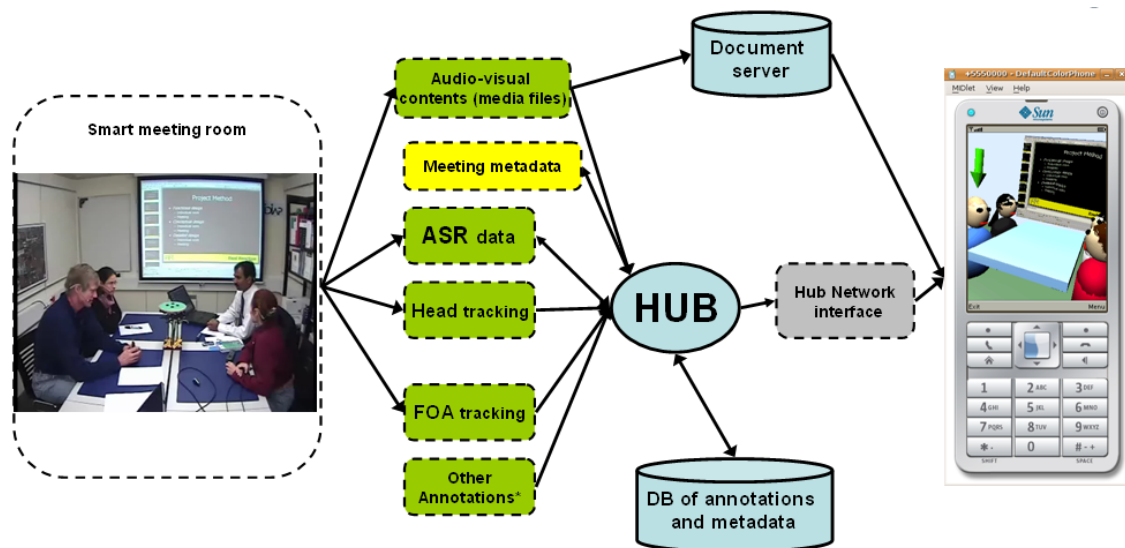 Smart meeting room
Project Method
Audio-visual
contents (media files)
Meeting metadata
ASR data
Head tracking
FOA tracking
Other
Annotations*
Document
server
HUB
Hub Network
interface
DB of annotations
and metadata
+5550000 - DefaultColorPhone
MIDlet View Help
Sun
Project Method
Exit Menu
1 2 ABC 3 DEF
4 GHI 5 JKL 6 MNO
7 PQRS 8 TUV 9 WXYZ
* - 0 # - +
SHIFT SPACE